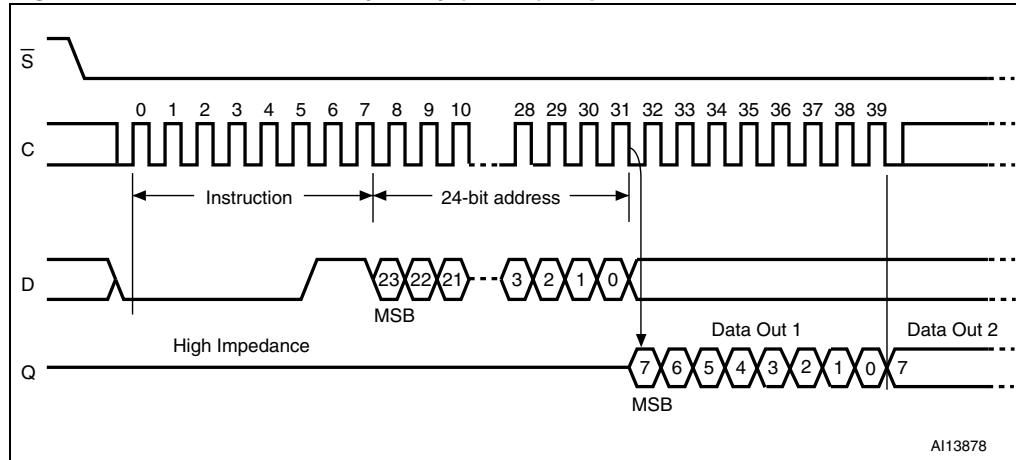 S
0 1 2 3 4 5 6 7 8 9 10 28 29 30 31 32 33 34 35 36 37 38 39
C
Instruction 24-bit address
D
23 22 21 3 2 1 0
MSB
High Impedance
Data Out 1 Data Out 2
Q
7 6 5 4 3 2 1 0 7
MSB
AI13878